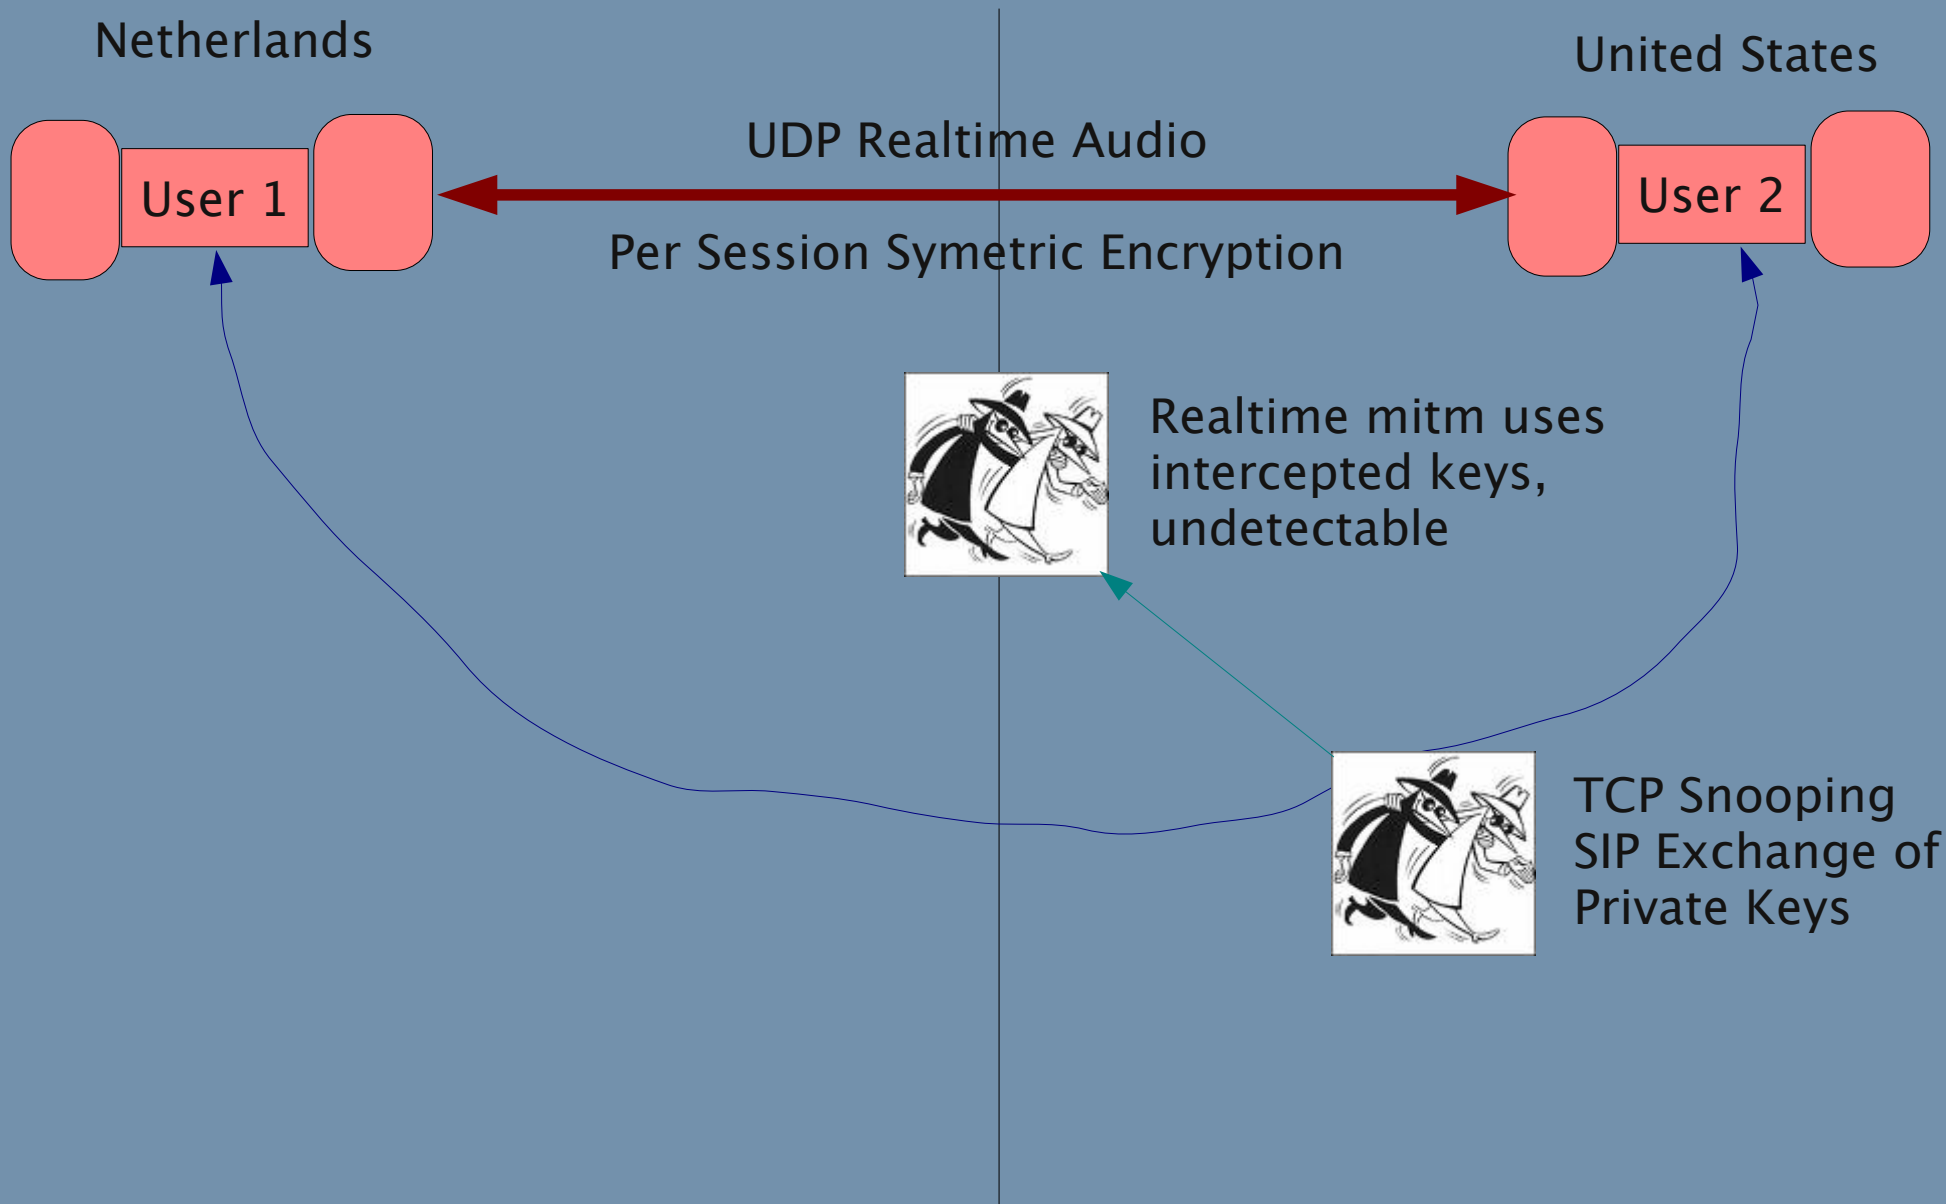 Netherlands
United States
UDP Realtime Audio
User 1
User 2
Per Session Symetric Encryption
Realtime mitm uses
intercepted keys,
undetectable
TCP Snooping
SIP Exchange of
Private Keys